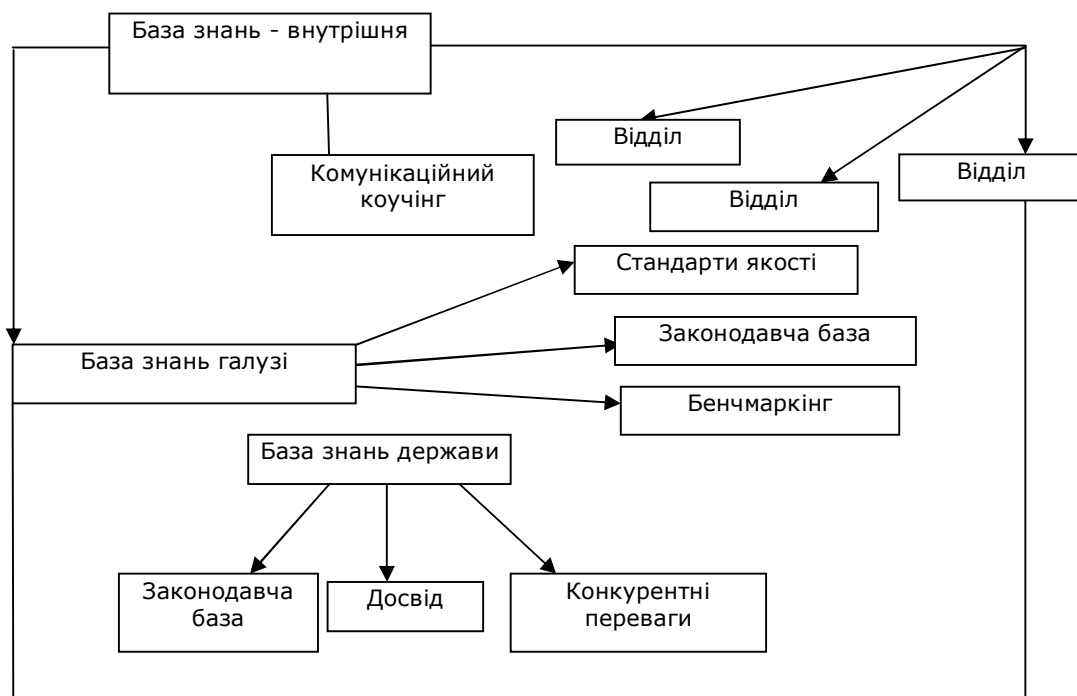 База знань - внутрішня
Відділ
Комунікаційний
коучінг
Відділ
Відділ
Стандарти якості
Законодавча база
База знань галузі
Бенчмаркінг
База знань держави
Законодавча
база
Досвід
Конкурентні
переваги